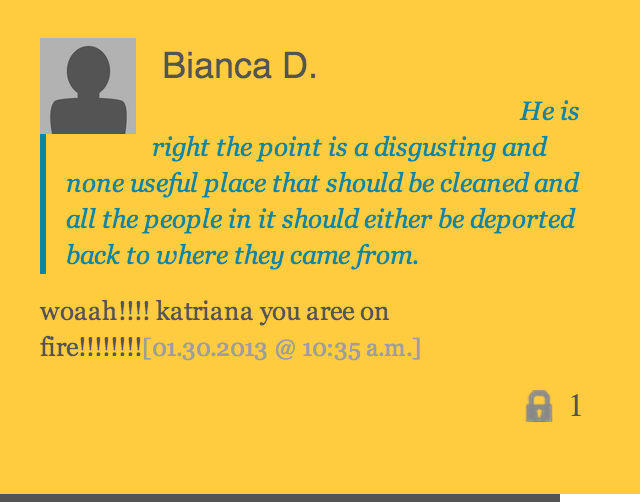 Bianca D.
He is
right the point is a disgusting and
none useful place that should be cleaned and
all the people in it should either be deported
back to where they came from.
woaah!!!! katriana you aree on
fire!!!!!!!!![01.30.2013 @ 10:35 a.m.]
1